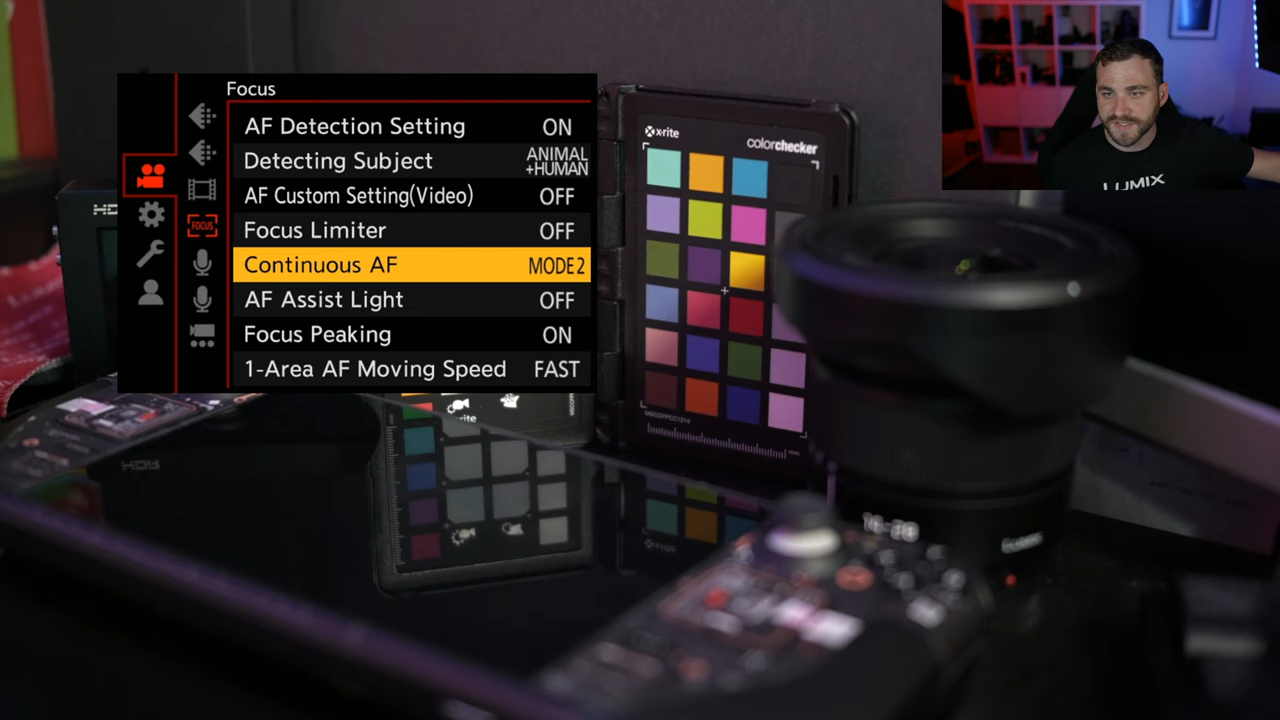 Focus
AF Detection Setting ON
Detecting Subject ANIMAL
+HUMAN
AF Custom Setting(Video) OFF
Focus Limiter OFF
Continuous AF MODE2
AF Assist Light OFF
Focus Peaking ON
1-Area AF Moving Speed FAST
FOCUS
x-rite
colorchecker
LUMIX